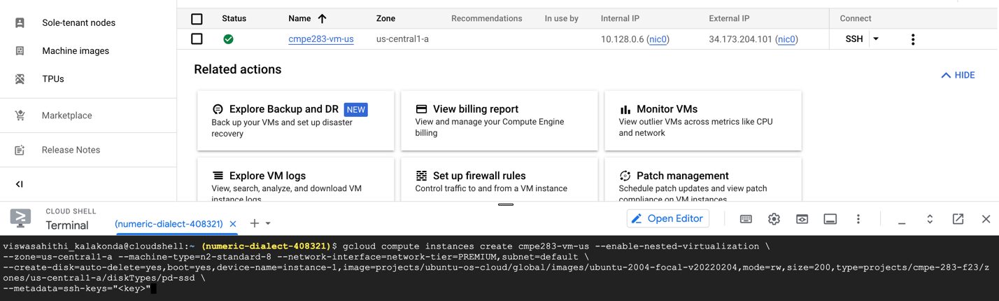 Sole-tenant nodes
Machine images
TPUs
Marketplace
Release Notes
Status Name Zone Recommendations In use by Internal IP External IP Connect
cmpe283-vm-us us-central1-a 10.128.0.6 (nic0) 34.173.204.101 (nic0) SSH
Related actions
HIDE
Explore Backup and DR NEW
Back up your VMs and set up disaster
recovery
View billing report
View and manage your Compute Engine
billing
Monitor VMs
View outlier VMs across metrics like CPU
and network
Explore VM logs
View, search, analyze, and download VM
instance logs
Set up firewall rules
Control traffic to and from a VM instance
Patch management
Schedule patch updates and view patch
compliance on VM instances
CLOUD SHELL
Terminal (numeric-dialect-408321) Open Editor
viswasahithi_kalakonda@cloudshell:~ (numeric-dialect-408321)$ gcloud compute instances create cmpe283-vm-us --enable-nested-virtualization \
--zone=us-central1-a --machine-type=n2-standard-8 --network-interface=network-tier=PREMIUM,subnet=default \
--create-disk=auto-delete=yes,boot=yes,device-name=instance-1,image=projects/ubuntu-os-cloud/global/images/ubuntu-2004-focal-v20220204,mode=rw,size=200,type=projects/cmpe-283-f23/z
ones/us-central1-a/diskTypes/pd-ssd \
--metadata=ssh-keys="<key>"